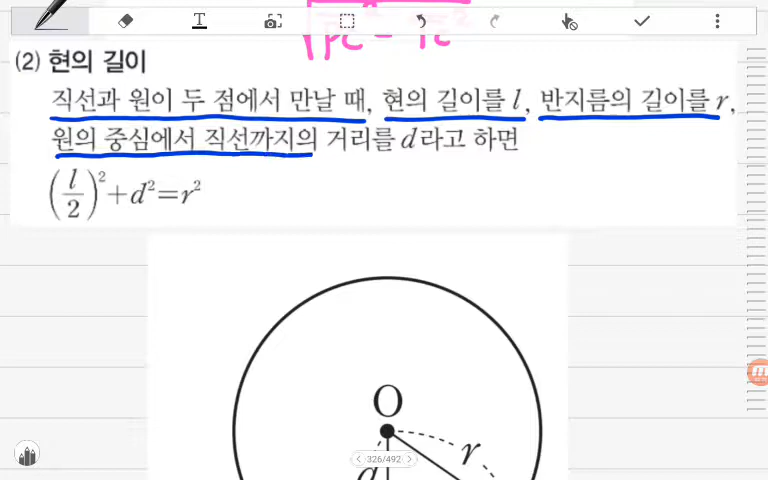 T
(2) 현의 길이
직선과 원이 두 점에서 만날 때, 현의 길이를 l, 반지름의 길이를 r,
원의 중심에서 직선까지의 거리를 d라고 하면
(l/2)²+d²=r²
O
r
d
326/492